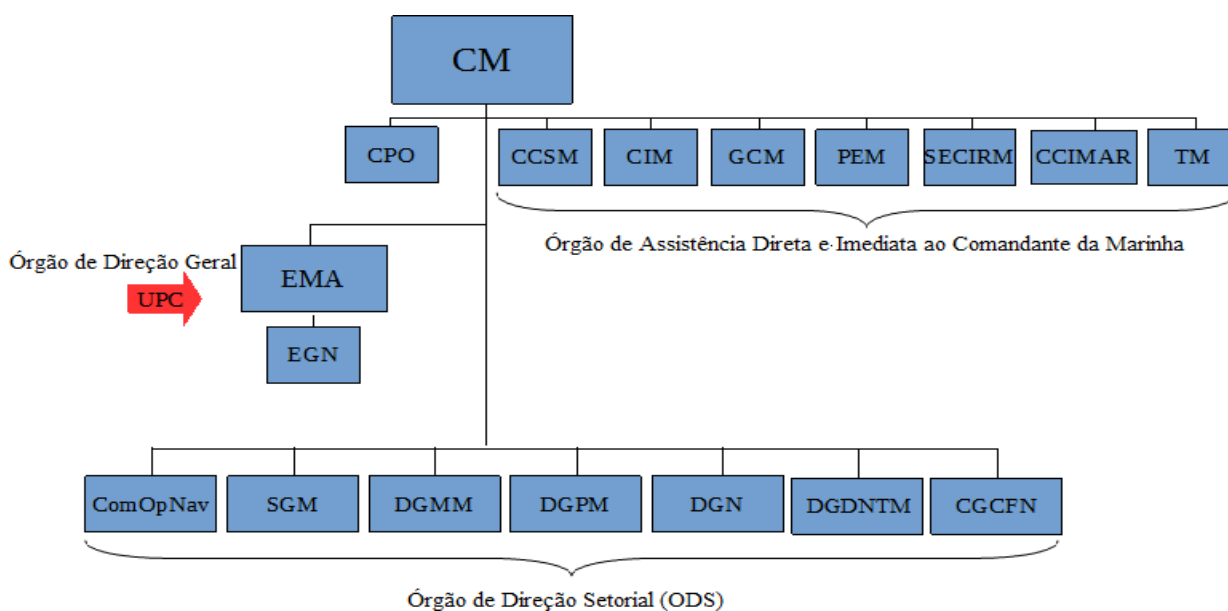 CM
CPO
CCSM
CIM
GCM
PEM
SECIRM
CCIMAR
TM
Órgão de Assistência Direta e Imediata ao Comandante da Marinha
Órgão de Direção Geral
UPC
EMA
EGN
ComOpNav
SGM
DGMM
DGPM
DGN
DGDNTM
CGCFN
Órgão de Direção Setorial (ODS)